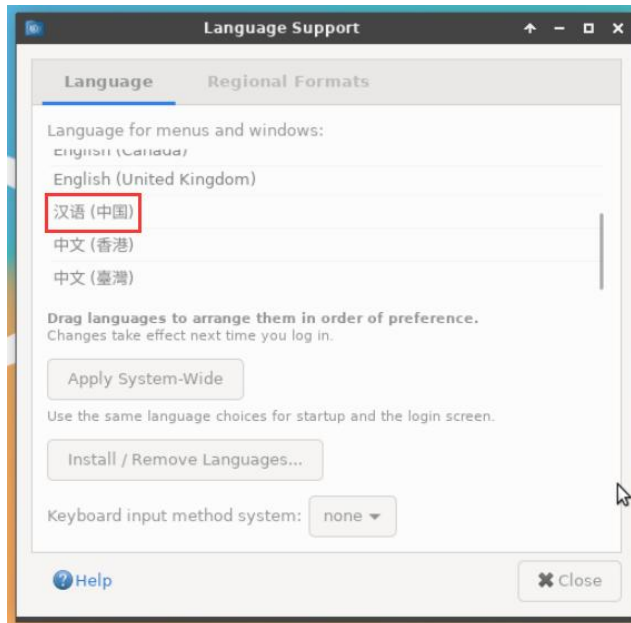 Language Support
Language Regional Formats
Language for menus and windows:
English (Canada)
English (United Kingdom)
汉语 (中国)
中文 (香港)
中文 (臺灣)
Drag languages to arrange them in order of preference.
Changes take effect next time you log in.
Apply System-Wide
Use the same language choices for startup and the login screen.
Install / Remove Languages...
Keyboard input method system: none
Help Close